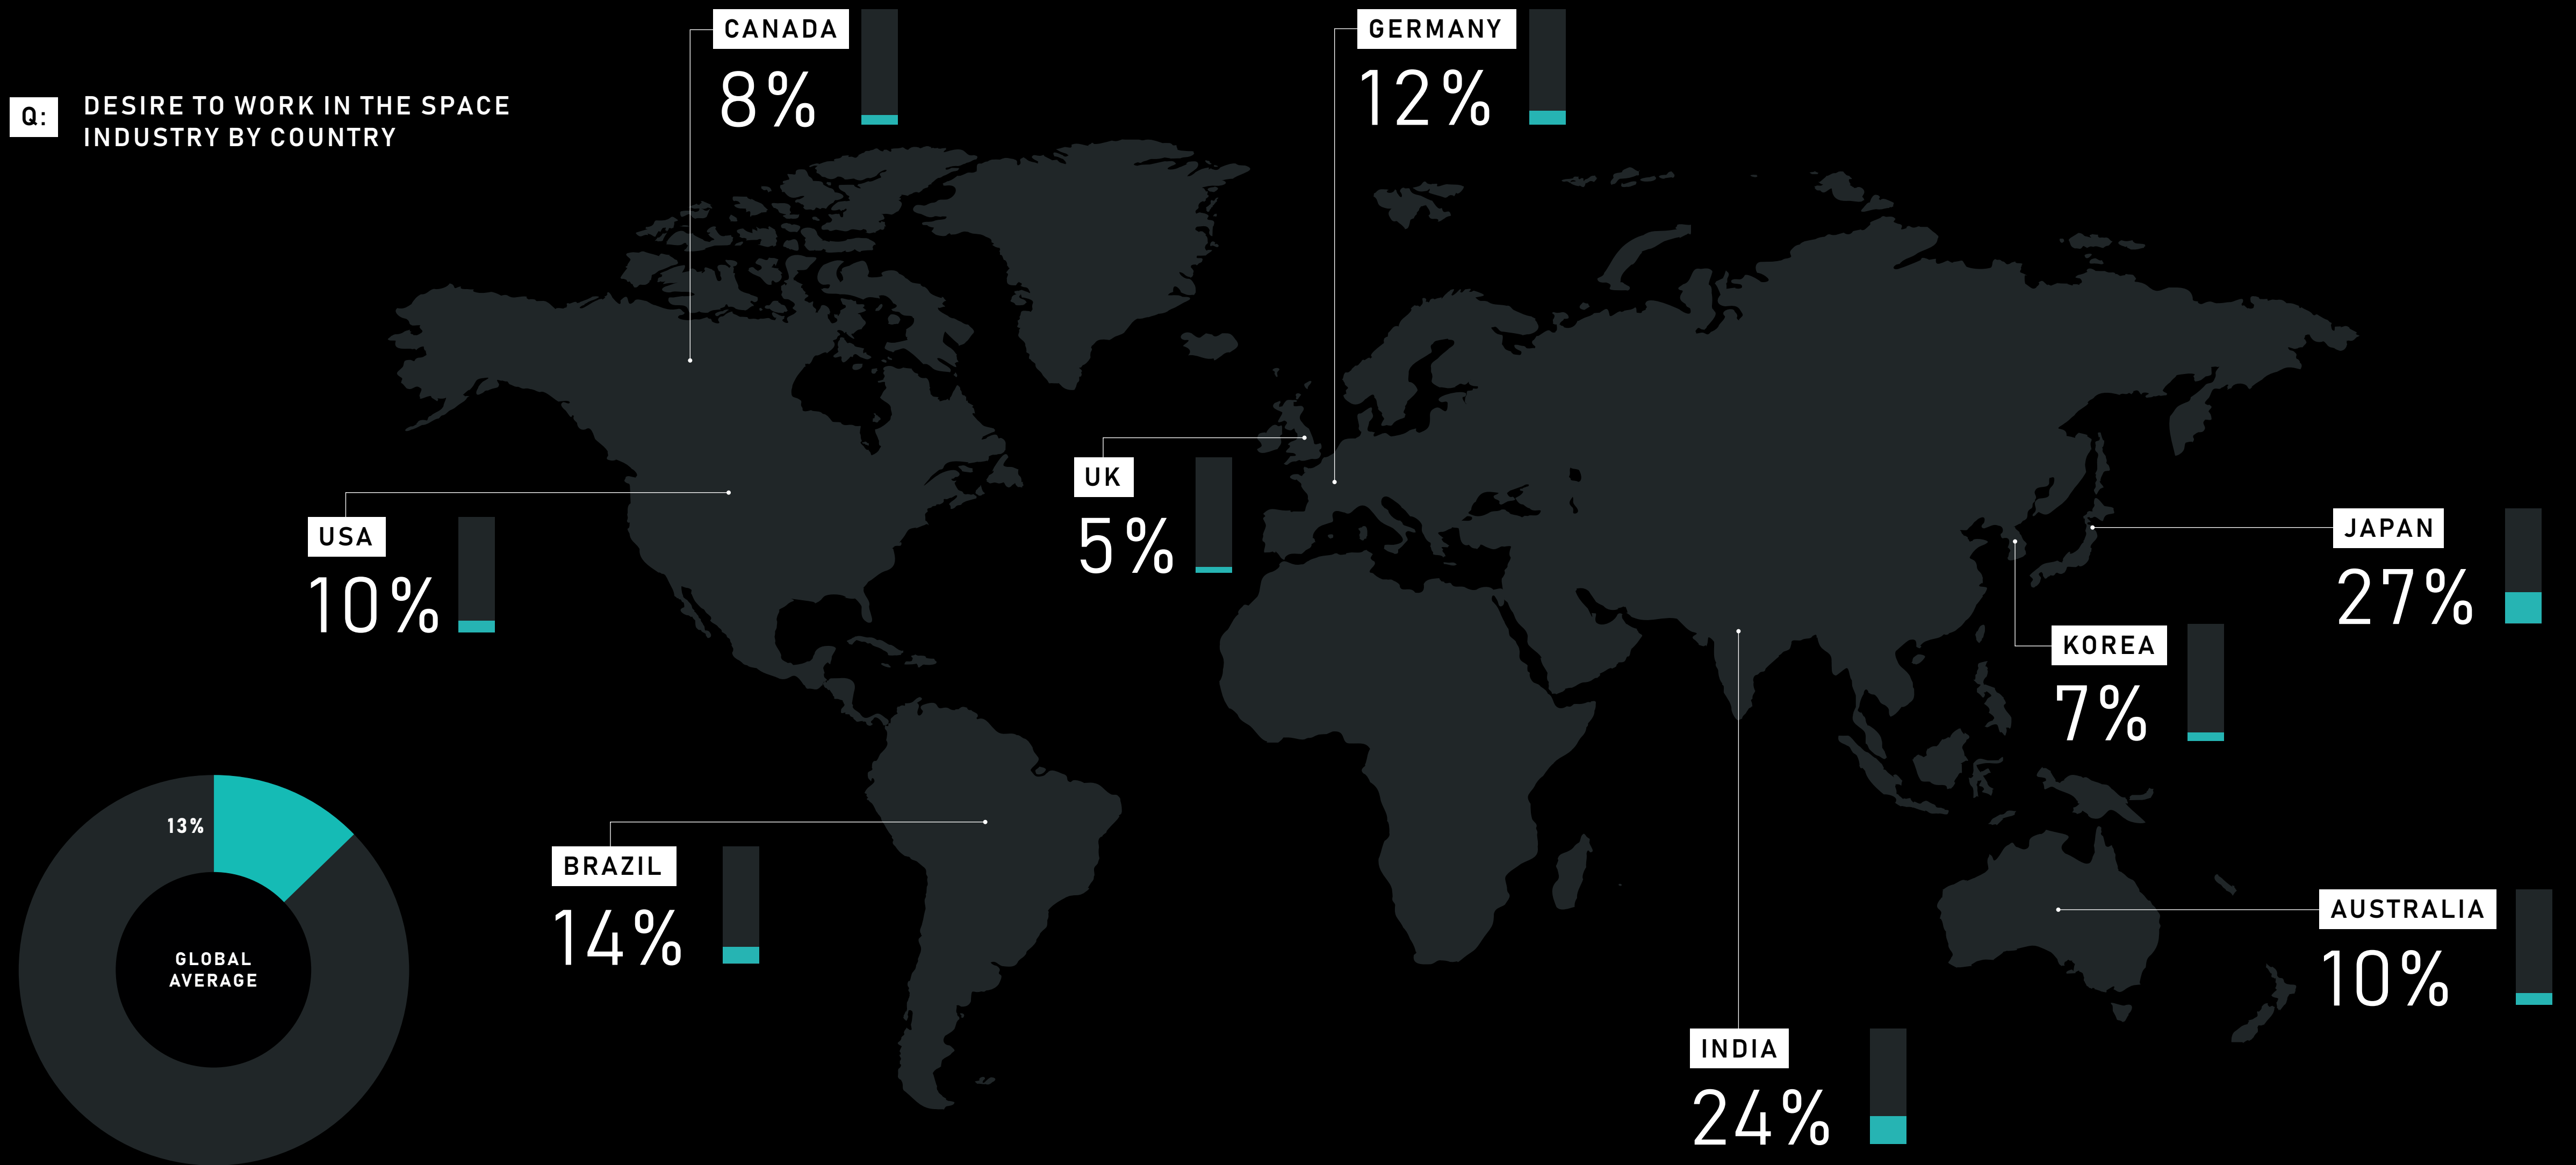 Q:
DESIRE TO WORK IN THE SPACE
INDUSTRY BY COUNTRY
CANADA
8%
GERMANY
12%
UK
5%
USA
10%
JAPAN
27%
KOREA
7%
BRAZIL
14%
AUSTRALIA
10%
INDIA
24%
13%
GLOBAL
AVERAGE